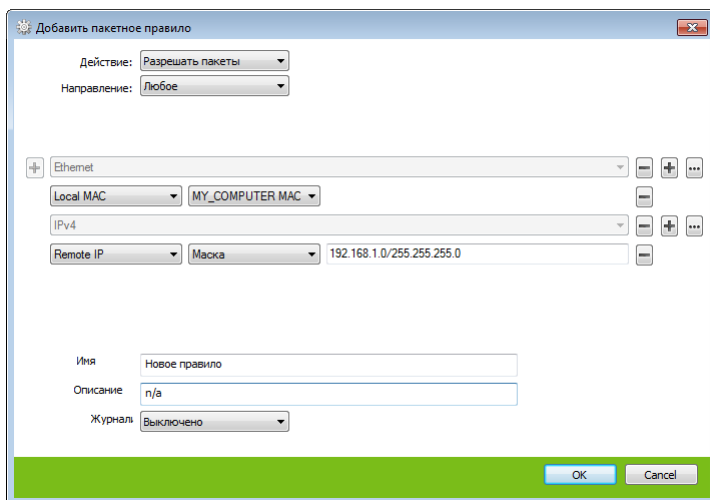 Добавить пакетное правило
Действие: Разрешать пакеты
Направление: Любое
Ethernet
Local MAC MY_COMPUTER MAC
IPv4
Remote IP Маска 192.168.1.0/255.255.255.0
Имя Новое правило
Описание n/a
Журнали Выключено
OK Cancel